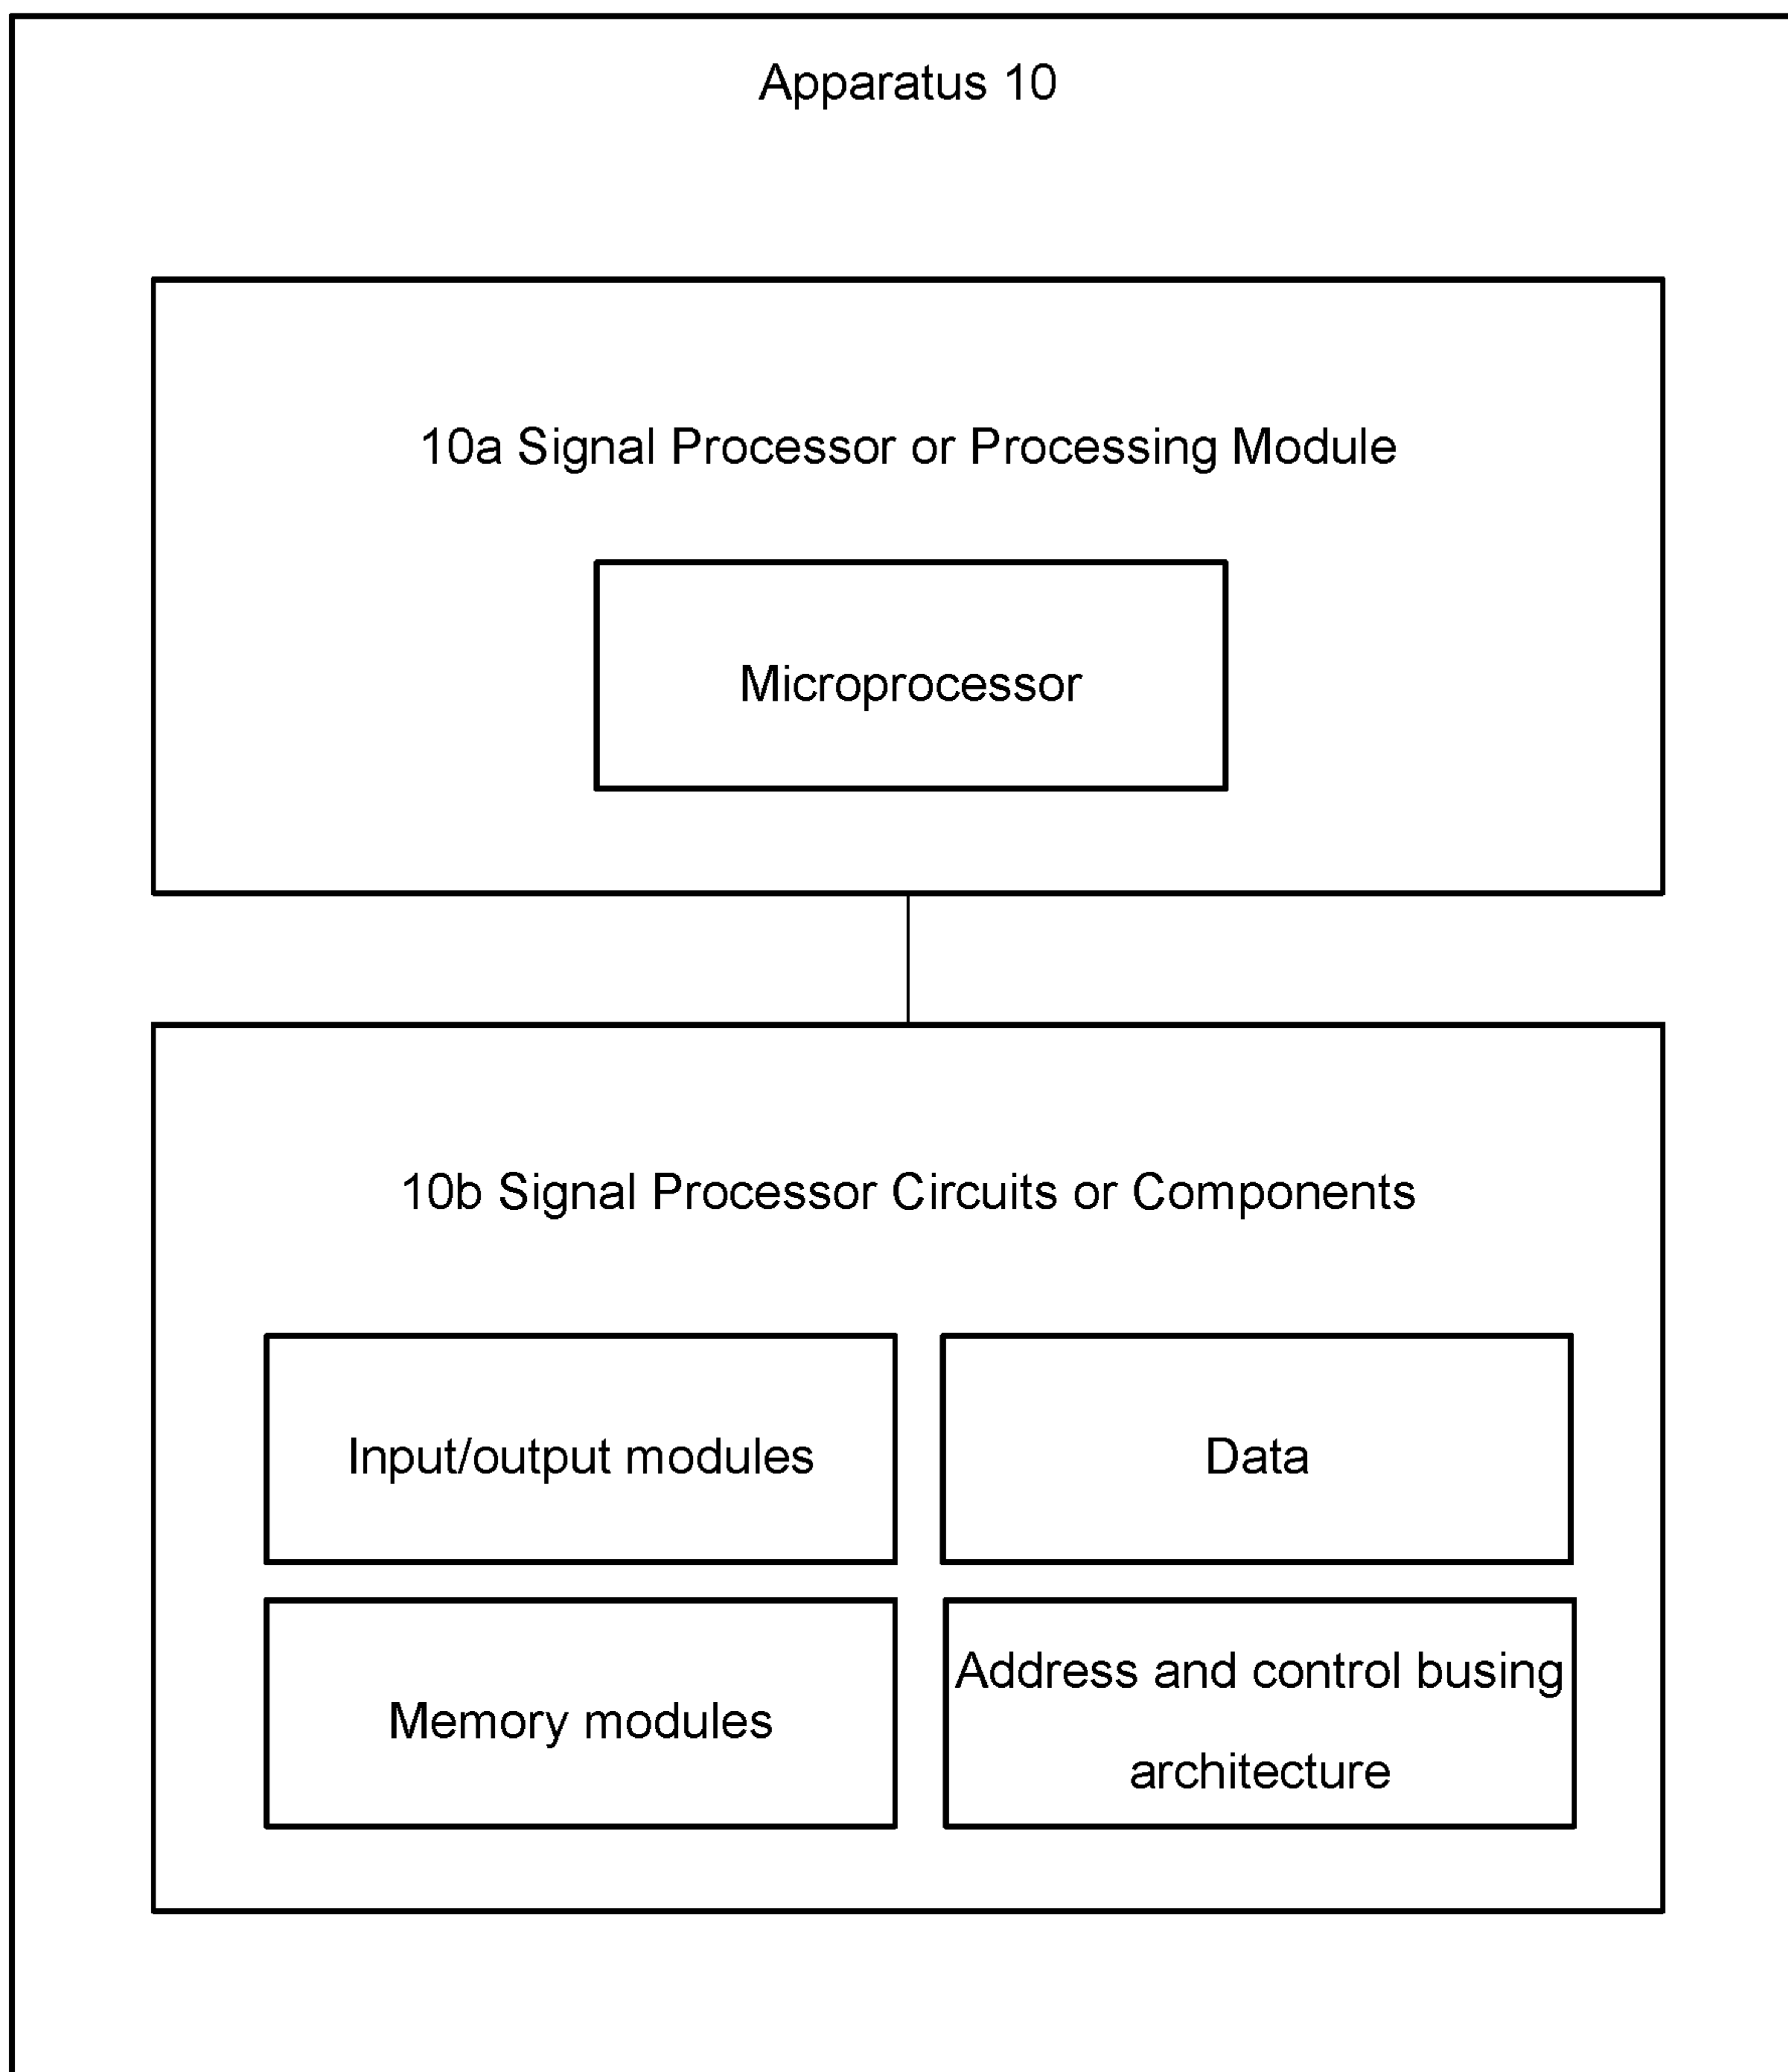 Apparatus 10
10a Signal Processor or Processing Module
Microprocessor
10b Signal Processor Circuits or Components
Input/output modules
Data
Memory modules
Address and control busing
architecture